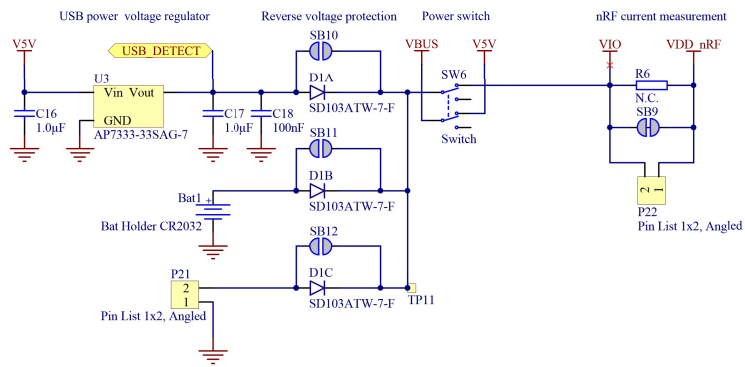 USB power voltage regulator
Reverse voltage protection
Power switch
nRF current measurement
V5V
USB_DETECT
SB10
VBUS
V5V
VIO
VDD_nRF
U3
Vin Vout
GND
AP7333-33SAG-7
C16
1.0µF
C17
1.0µF
C18
100nF
D1A
SD103ATW-7-F
SW6
Switch
R6
N.C.
SB9
2
1
P22
Pin List 1x2, Angled
SB11
Bat1
+
D1B
SD103ATW-7-F
Bat Holder CR2032
SB12
P21
2
1
Pin List 1x2, Angled
D1C
SD103ATW-7-F
TP11